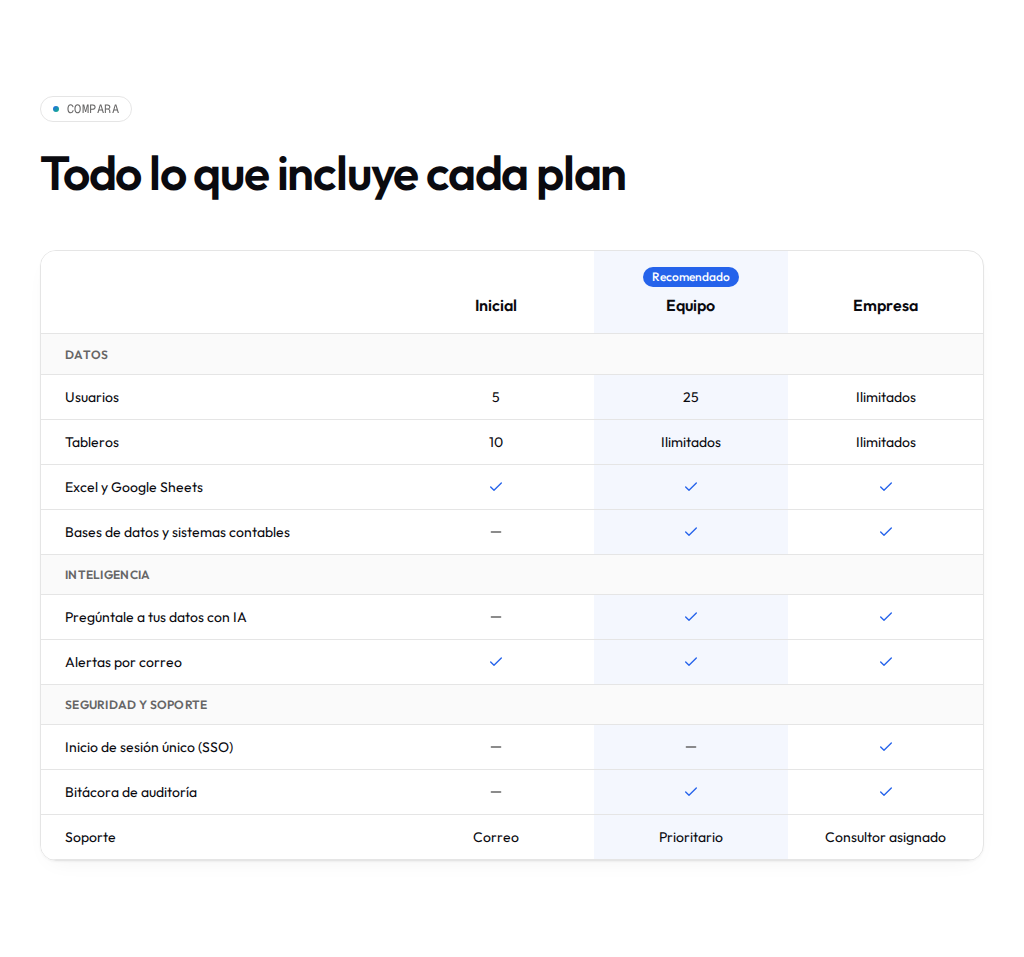 COMPARA
Todo lo que incluye cada plan
Recomendado
Inicial Equipo Empresa
DATOS
Usuarios 5 25 Ilimitados
Tableros 10 Ilimitados Ilimitados
Excel y Google Sheets ✓ ✓ ✓
Bases de datos y sistemas contables — ✓ ✓
INTELIGENCIA
Pregúntale a tus datos con IA — ✓ ✓
Alertas por correo ✓ ✓ ✓
SEGURIDAD Y SOPORTE
Inicio de sesión único (SSO) — — ✓
Bitácora de auditoría — ✓ ✓
Soporte Correo Prioritario Consultor asignado